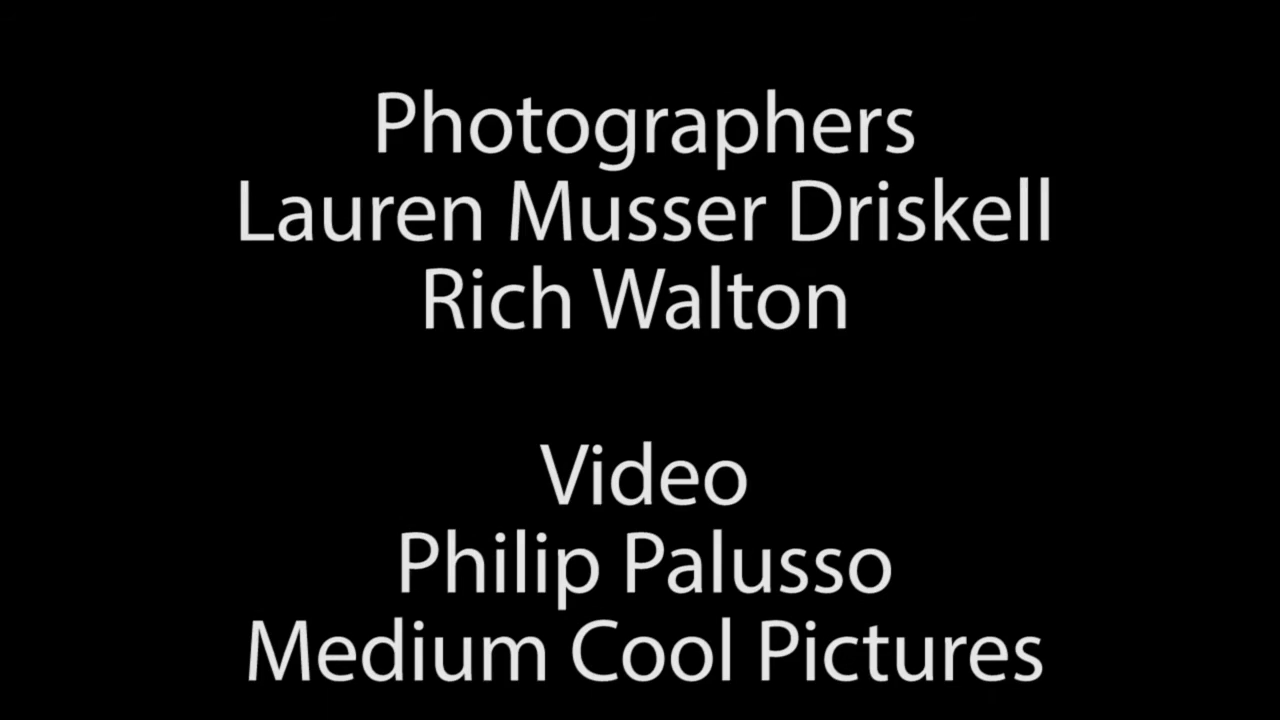 Photographers
Lauren Musser Driskell
Rich Walton
Video
Philip Palusso
Medium Cool Pictures